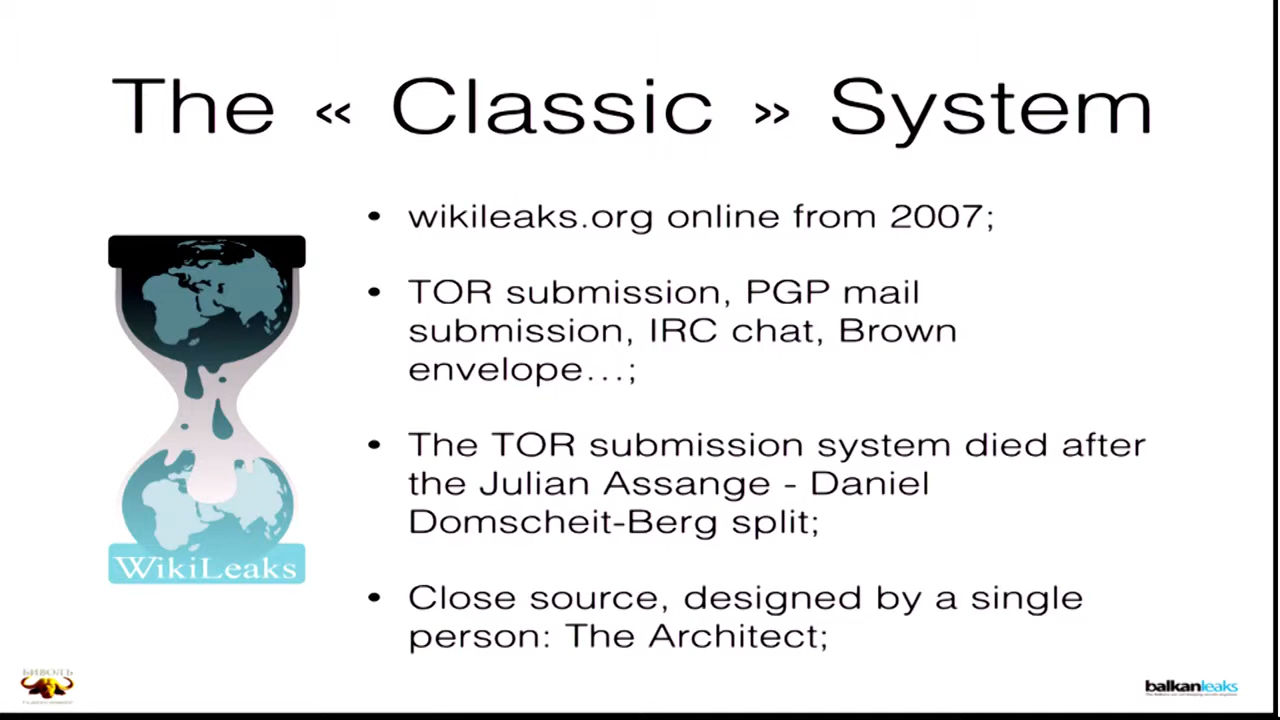 The « Classic » System
• wikileaks.org online from 2007;
• TOR submission, PGP mail
submission, IRC chat, Brown
envelope...;
• The TOR submission system died after
the Julian Assange - Daniel
Domscheit-Berg split;
• Close source, designed by a single
person: The Architect;
WikiLeaks
БИВОЛЪ
balkanleaks